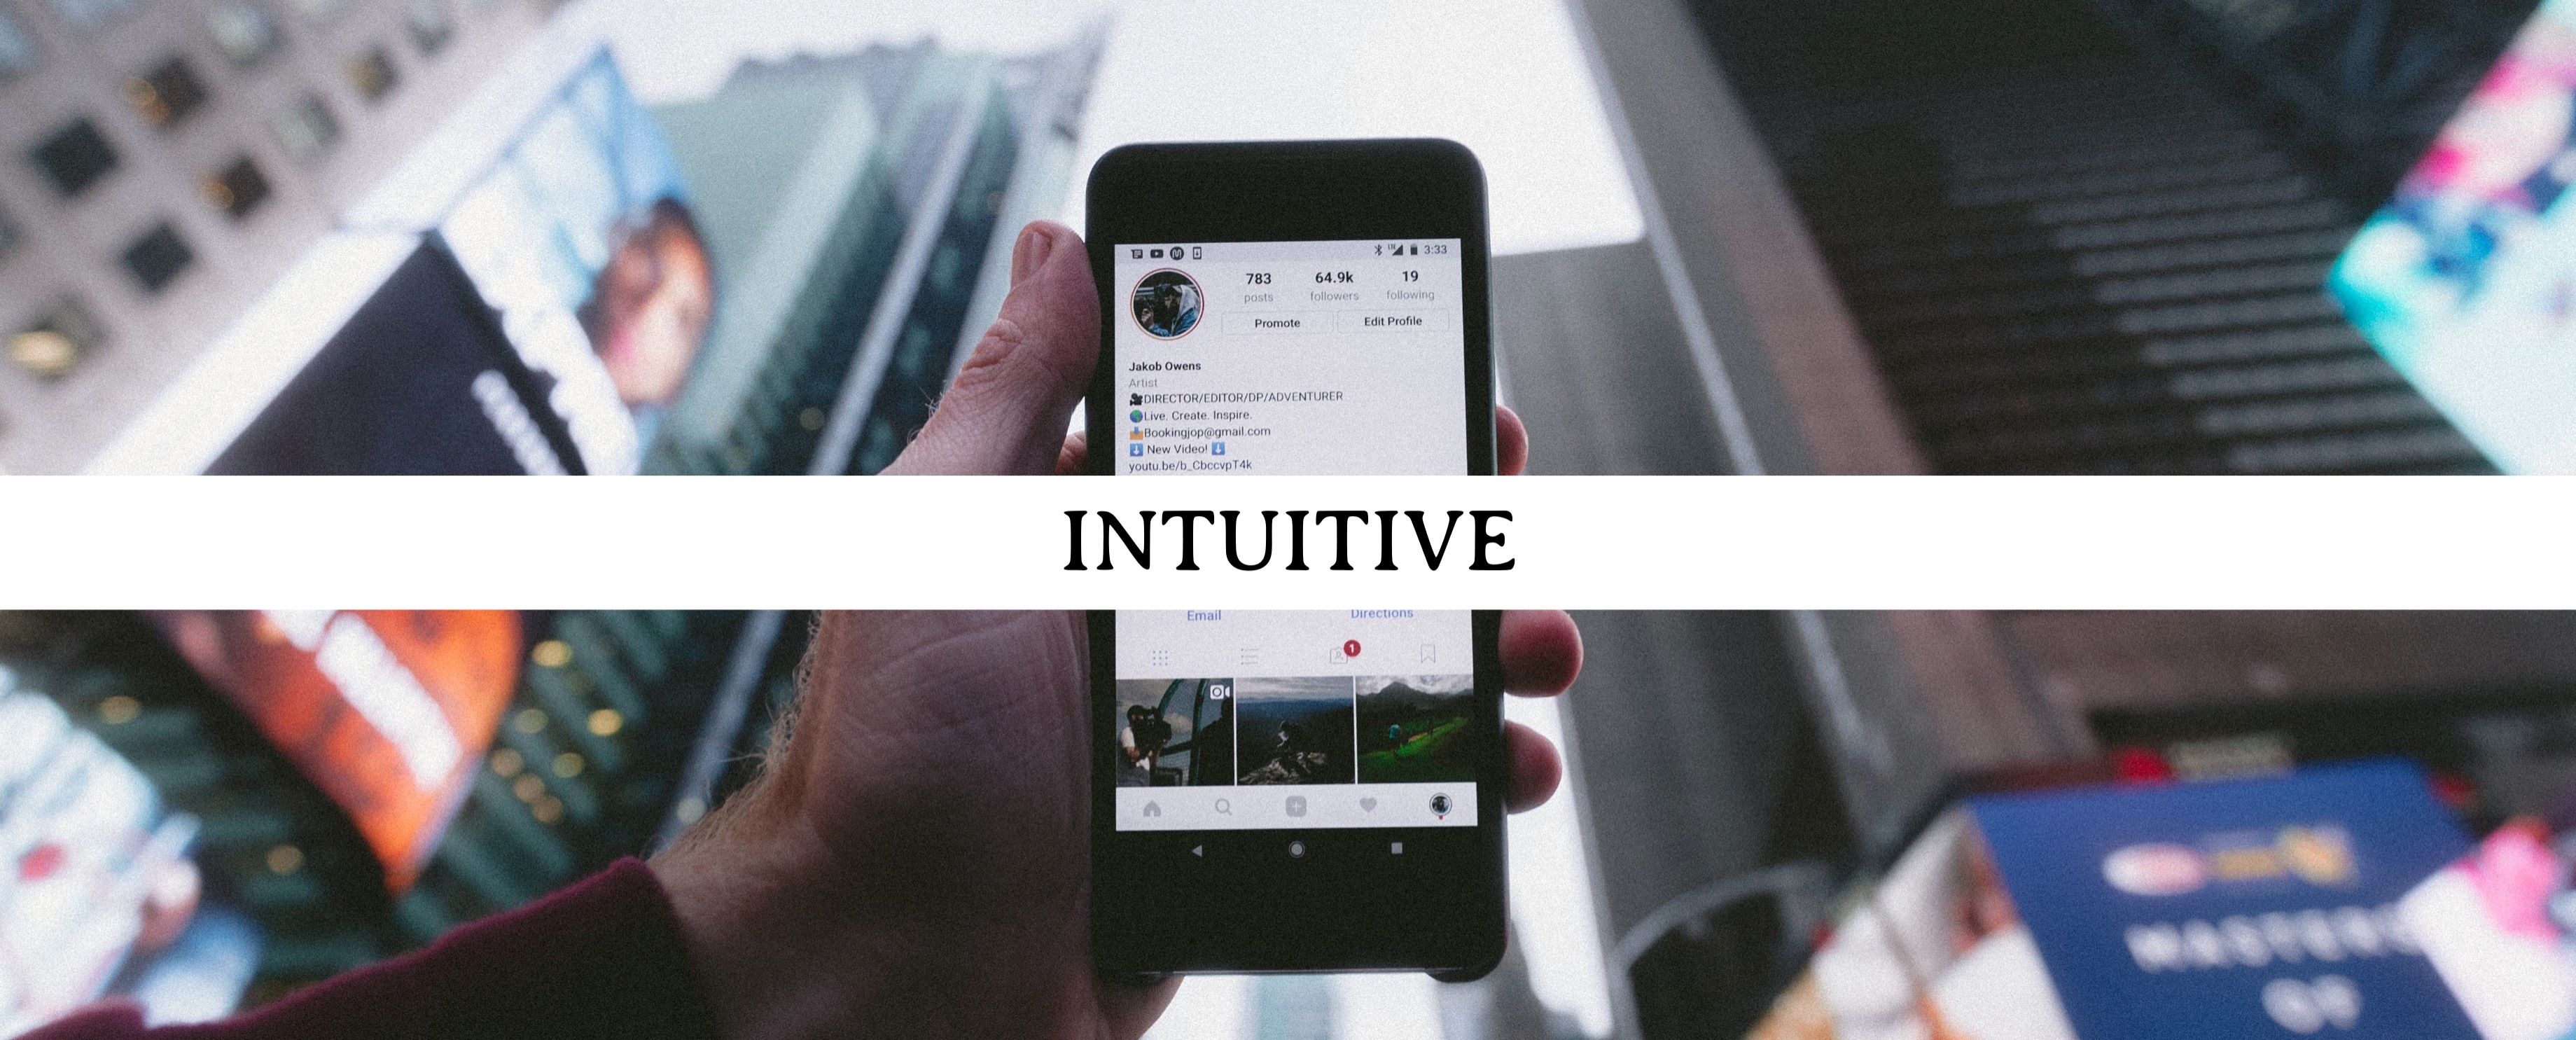 3:33
783 64.9k 19
posts followers following
Promote Edit Profile
Jakob Owens
Artist
DIRECTOR/EDITOR/DP/ADVENTURER
Live. Create. Inspire.
Bookingjop@gmail.com
New Video!
youtu.be/b_CbccvpT4k
INTUITIVE
Email Directions
1
MASTERS
OF